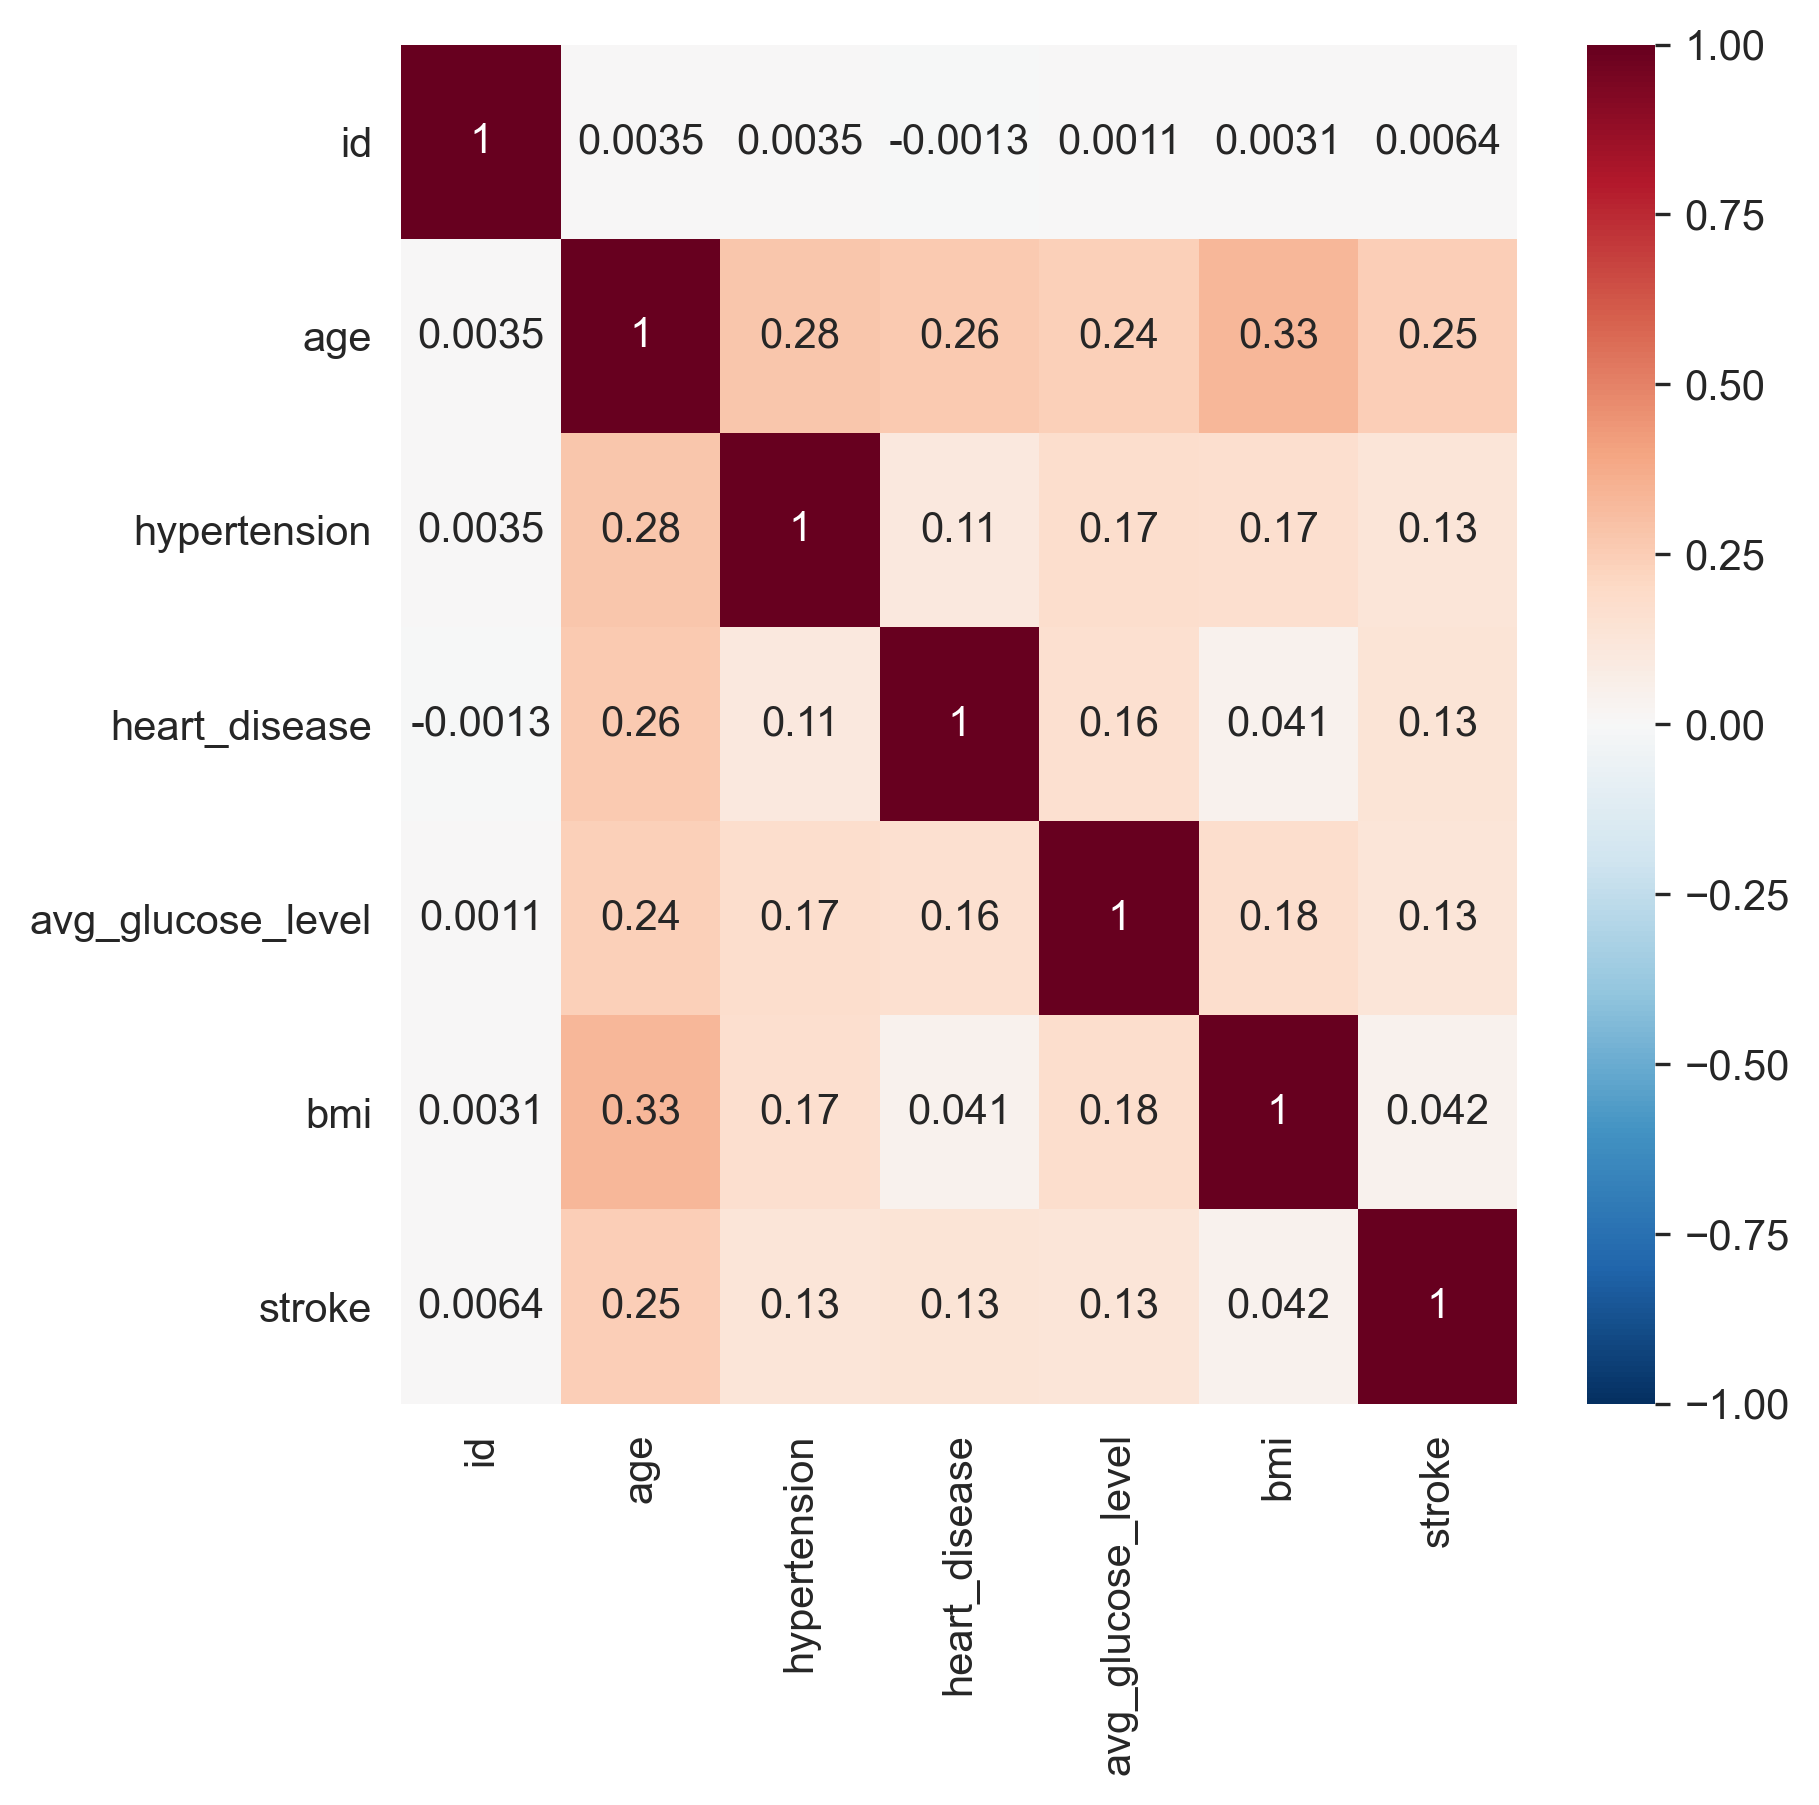 id 1 0.0035 0.0035 -0.0013 0.0011 0.0031 0.0064
age 0.0035 1 0.28 0.26 0.24 0.33 0.25
hypertension 0.0035 0.28 1 0.11 0.17 0.17 0.13
heart_disease -0.0013 0.26 0.11 1 0.16 0.041 0.13
avg_glucose_level 0.0011 0.24 0.17 0.16 1 0.18 0.13
bmi 0.0031 0.33 0.17 0.041 0.18 1 0.042
stroke 0.0064 0.25 0.13 0.13 0.13 0.042 1
id
age
hypertension
heart_disease
avg_glucose_level
bmi
stroke
1.00
0.75
0.50
0.25
0.00
−0.25
−0.50
−0.75
−1.00